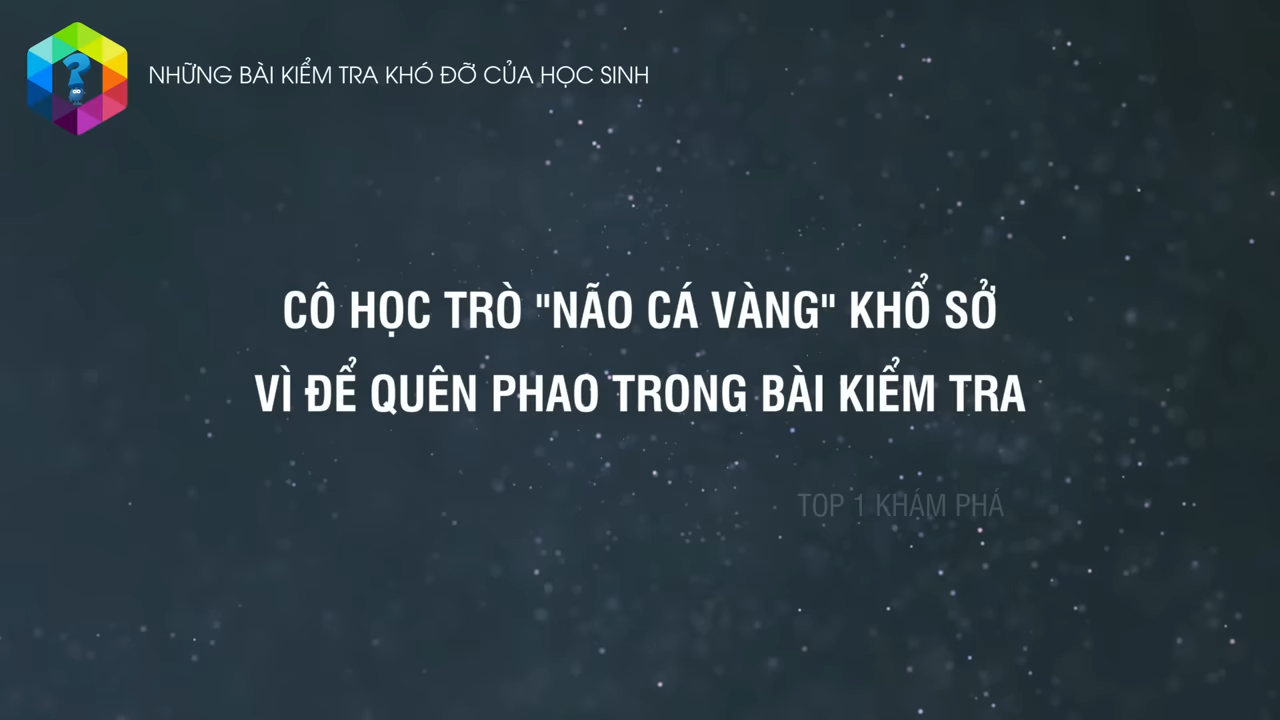 NHỮNG BÀI KIỂM TRA KHÓ ĐỠ CỦA HỌC SINH
CÔ HỌC TRÒ "NÃO CÁ VÀNG" KHỔ SỞ
VÌ ĐỂ QUÊN PHAO TRONG BÀI KIỂM TRA
TOP 1 KHÁM PHÁ